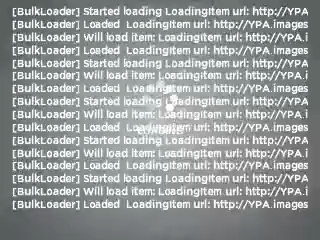 [BulkLoader] Started loading LoadingItem url: http://YPA
[BulkLoader] Loaded  LoadingItem url: http://YPA.images
[BulkLoader] Will load item: LoadingItem url: http://YPA.i
[BulkLoader] Loaded  LoadingItem url: http://YPA.images
[BulkLoader] Started loading LoadingItem url: http://YPA
[BulkLoader] Will load item: LoadingItem url: http://YPA.i
[BulkLoader] Loaded  LoadingItem url: http://YPA.images
[BulkLoader] Started loading LoadingItem url: http://YPA
[BulkLoader] Will load item: LoadingItem url: http://YPA.i
[BulkLoader] Loaded  LoadingItem url: http://YPA.images
[BulkLoader] Will load item: LoadingItem url: http://YPA.i
[BulkLoader] Loaded  LoadingItem url: http://YPA.images
[BulkLoader] Started loading LoadingItem url: http://YPA
[BulkLoader] Loaded  LoadingItem url: http://YPA.images
[BulkLoader] Will load item: LoadingItem url: http://YPA.i
[BulkLoader] Loaded  LoadingItem url: http://YPA.images